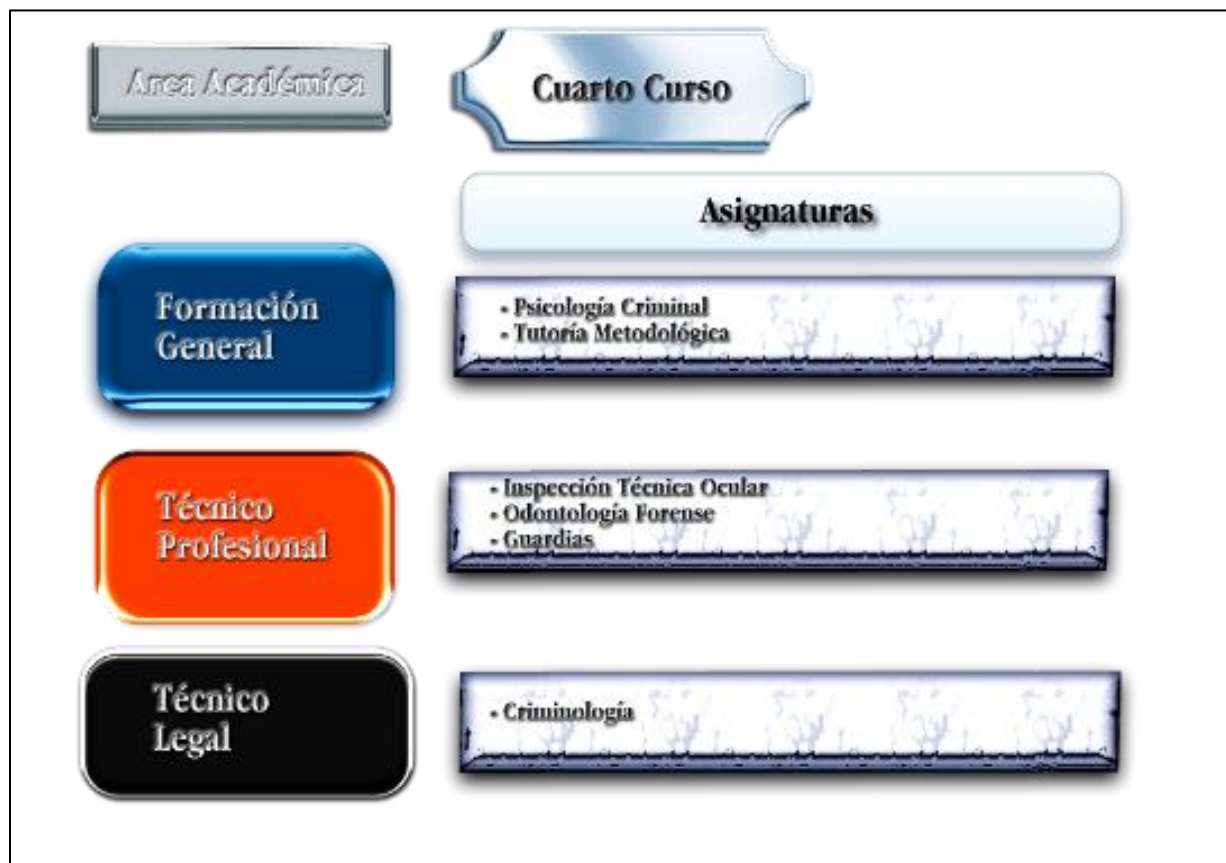 Area Académica
Cuarto Curso
Asignaturas
Formación
General
- Psicología Criminal
- Tutoría Metodológica
Técnico
Profesional
- Inspección Técnica Ocular
- Odontología Forense
- Guardias
Técnico
Legal
- Criminología